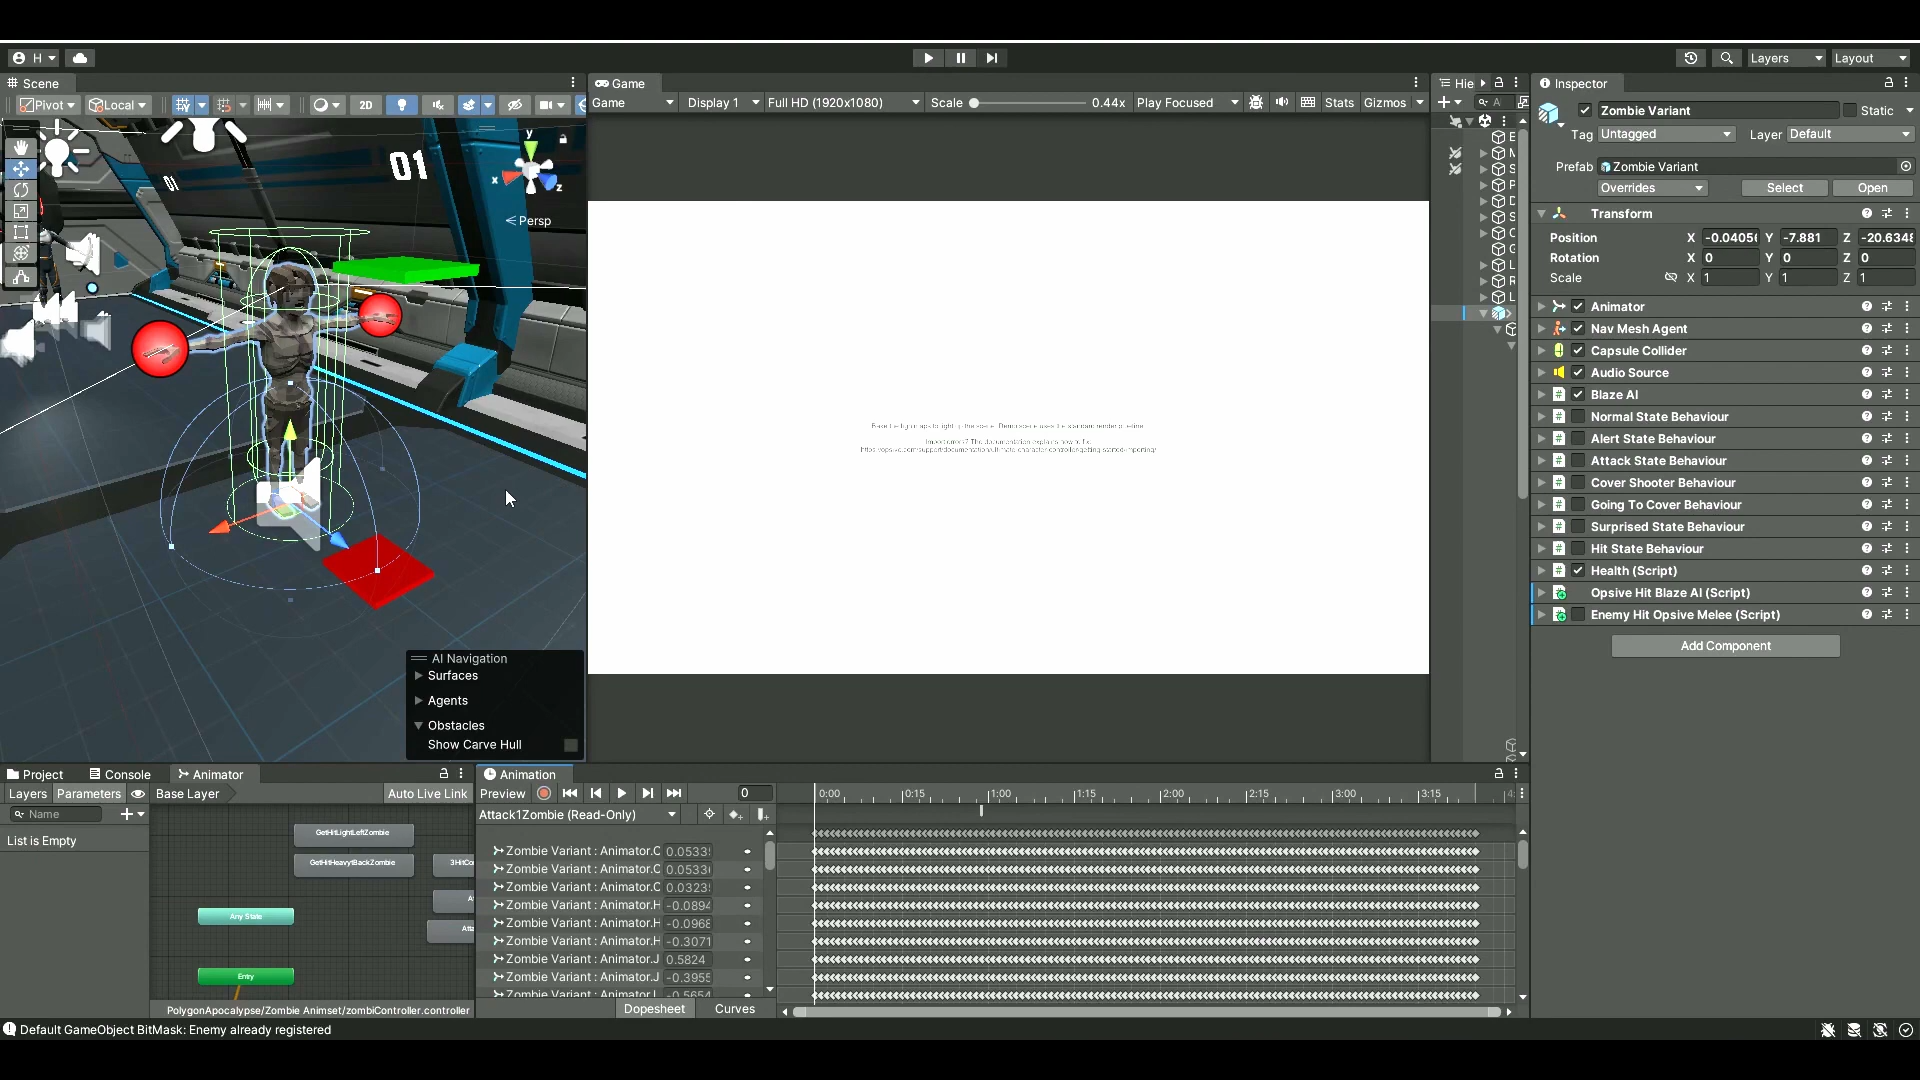 H
Layers
Layout
Scene
Game
Hie
Inspector
Pivot
Local
2D
Game
Display 1
Full HD (1920x1080)
Scale
0.44x
Play Focused
Stats
Gizmos
Zombie Variant
Static
Tag
Untagged
Layer
Default
Prefab
Zombie Variant
Overrides
Select
Open
01
01
y
x
z
Persp
Transform
Position
X
-0.0405
Y
-7.881
Z
-20.634
Rotation
X
0
Y
0
Z
0
Scale
X
1
Y
1
Z
1
Animator
Nav Mesh Agent
Capsule Collider
Audio Source
Blaze AI
Normal State Behaviour
Alert State Behaviour
Attack State Behaviour
Cover Shooter Behaviour
Going To Cover Behaviour
Surprised State Behaviour
Hit State Behaviour
Health (Script)
Opsive Hit Blaze AI (Script)
Enemy Hit Opsive Melee (Script)
Add Component
AI Navigation
Surfaces
Agents
Obstacles
Show Carve Hull
Project
Console
Animator
Layers
Parameters
Base Layer
Auto Live Link
Name
List is Empty
GetHitLightLeftZombie
GetHitHeavytBackZombie
3HitCo
Any State
Entry
PolygonApocalypse/Zombie Animset/zombiController.controller
Animation
Preview
0
Attack1Zombie (Read-Only)
0:00
0:15
1:00
1:15
2:00
2:15
3:00
3:15
Zombie Variant : Animator.C 0.0533
Zombie Variant : Animator.C 0.0533
Zombie Variant : Animator.C 0.0323
Zombie Variant : Animator.H -0.0894
Zombie Variant : Animator.H -0.0968
Zombie Variant : Animator.H -0.3071
Zombie Variant : Animator.J 0.5824
Zombie Variant : Animator.J -0.3955
Dopesheet
Curves
Default GameObject BitMask: Enemy already registered